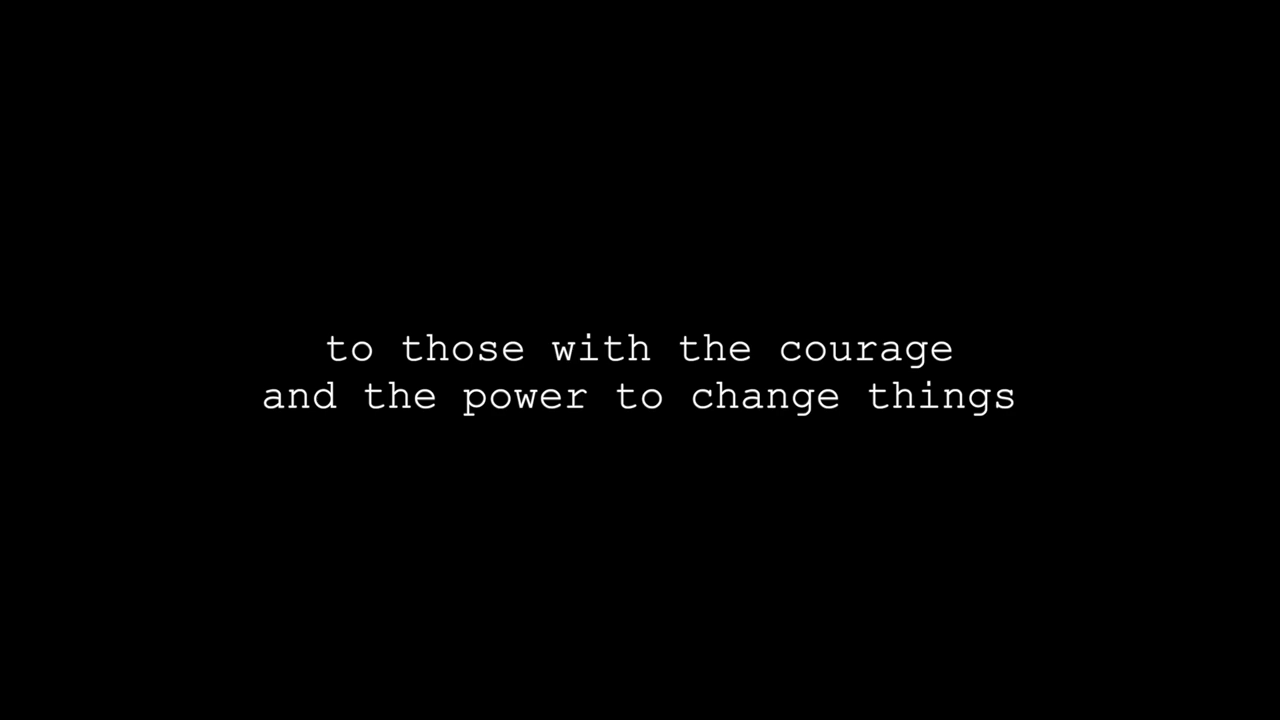 to those with the courage
and the power to change things